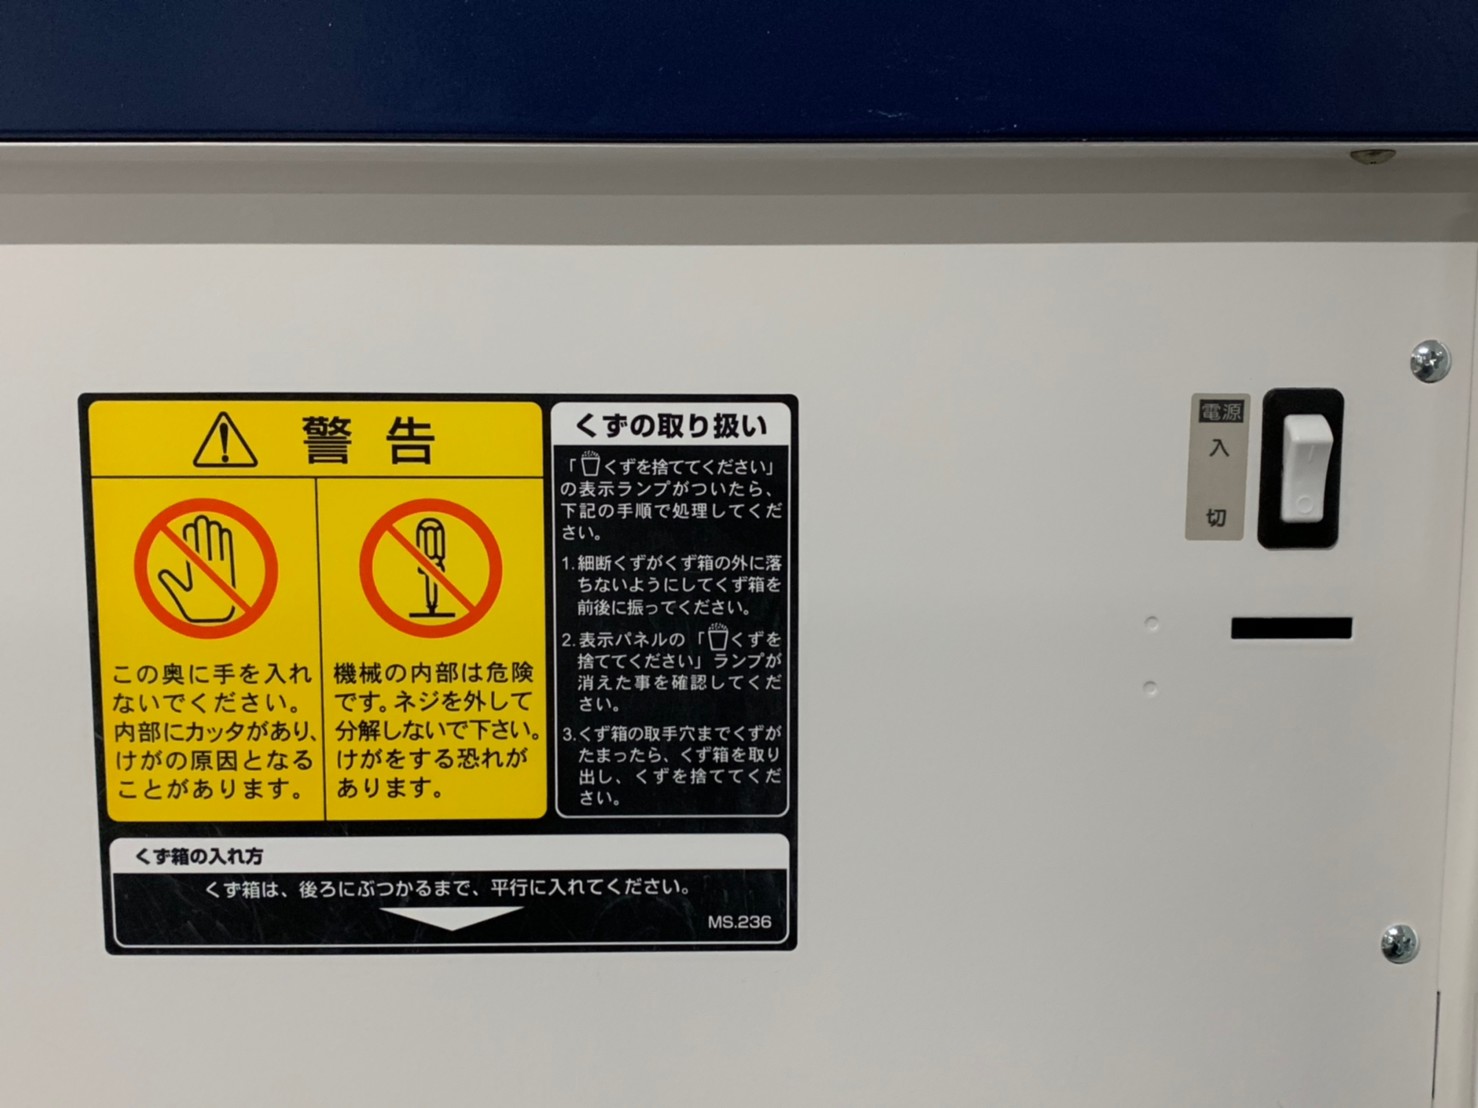 警告
この奥に手を入れ
ないでください。
内部にカッタがあり、
けがの原因となる
ことがあります。
機械の内部は危険
です。ネジを外して
分解しないで下さい。
けがをする恐れが
あります。
くずの取り扱い
「くずを捨ててください」
の表示ランプがついたら、
下記の手順で処理してくだ
さい。
1.細断くずがくず箱の外に落
ちないようにしてくず箱を
前後に振ってください。
2.表示パネルの「くずを
捨ててください」ランプが
消えた事を確認してくだ
さい。
3.くず箱の取手穴までくずが
たまったら、くず箱を取り
出し、くずを捨ててくだ
さい。
くず箱の入れ方
くず箱は、後ろにぶつかるまで、平行に入れてください。
MS.236
電源
入
切